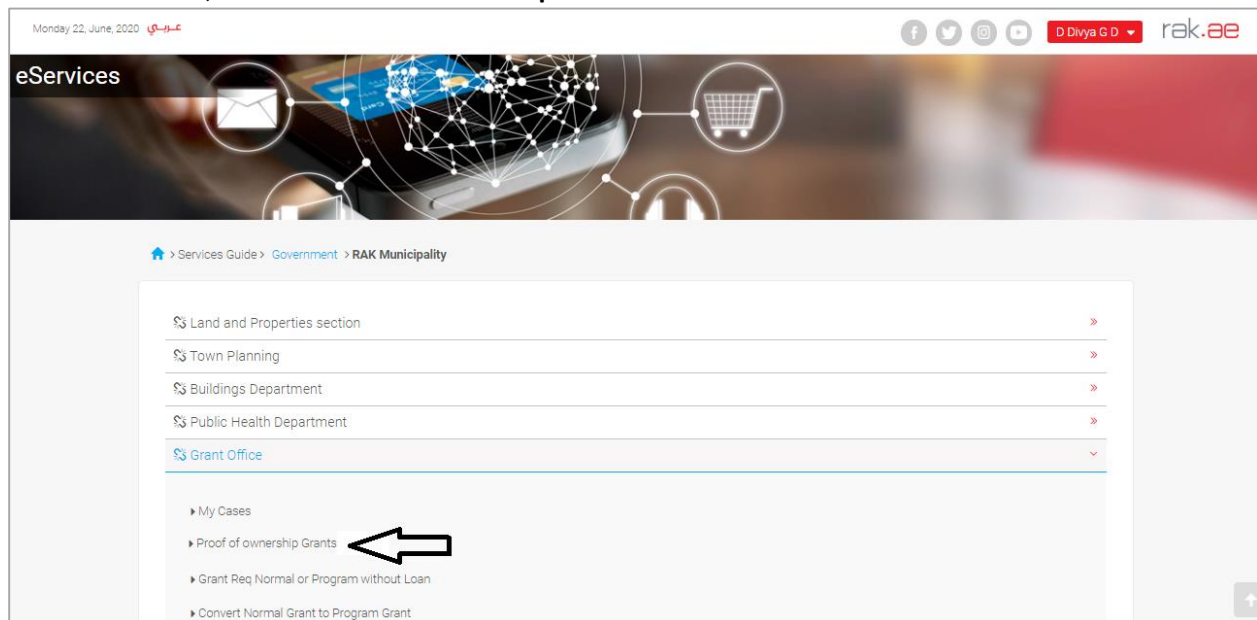 Monday 22, June, 2020 عـربـي
D Divya G D
rak.ae
eServices
> Services Guide > Government > RAK Municipality
Land and Properties section
Town Planning
Buildings Department
Public Health Department
Grant Office
My Cases
Proof of ownership Grants
Grant Req Normal or Program without Loan
Convert Normal Grant to Program Grant